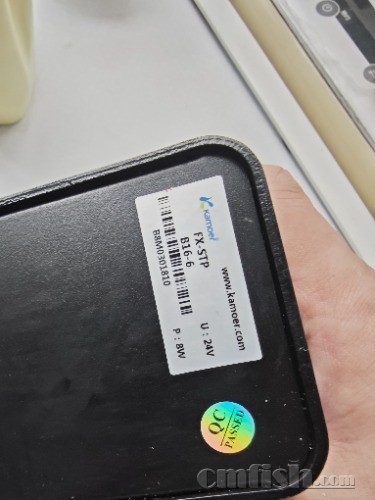 kamoer
www.kamoer.com
FX-STP
B16-6
B8M0301810
U : 24V
P : 8W
QC
PASSED
cmfish.com